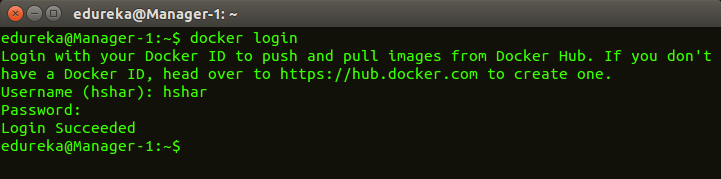 edureka@Manager-1: ~
edureka@Manager-1:~$ docker login
Login with your Docker ID to push and pull images from Docker Hub. If you don't
have a Docker ID, head over to https://hub.docker.com to create one.
Username (hshar): hshar
Password:
Login Succeeded
edureka@Manager-1:~$